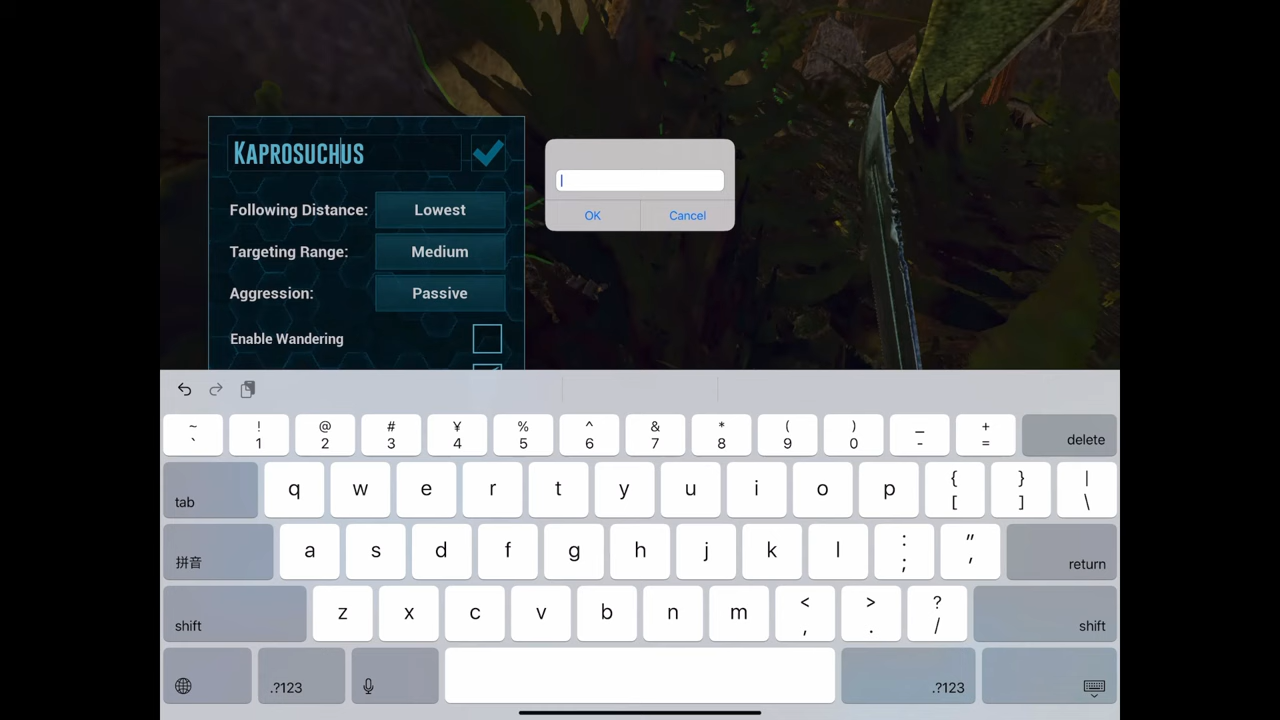 KAPROSUCHUS
Following Distance: Lowest
Targeting Range: Medium
Aggression: Passive
Enable Wandering
OK Cancel
~ ! @ # ¥ % ^ & * ( ) _ +
` 1 2 3 4 5 6 7 8 9 0 - = delete
tab q w e r t y u i o p { [ } ] | \
拼音 a s d f g h j k l : ; " ' return
shift z x c v b n m < , > . ? / shift
.?123 .?123